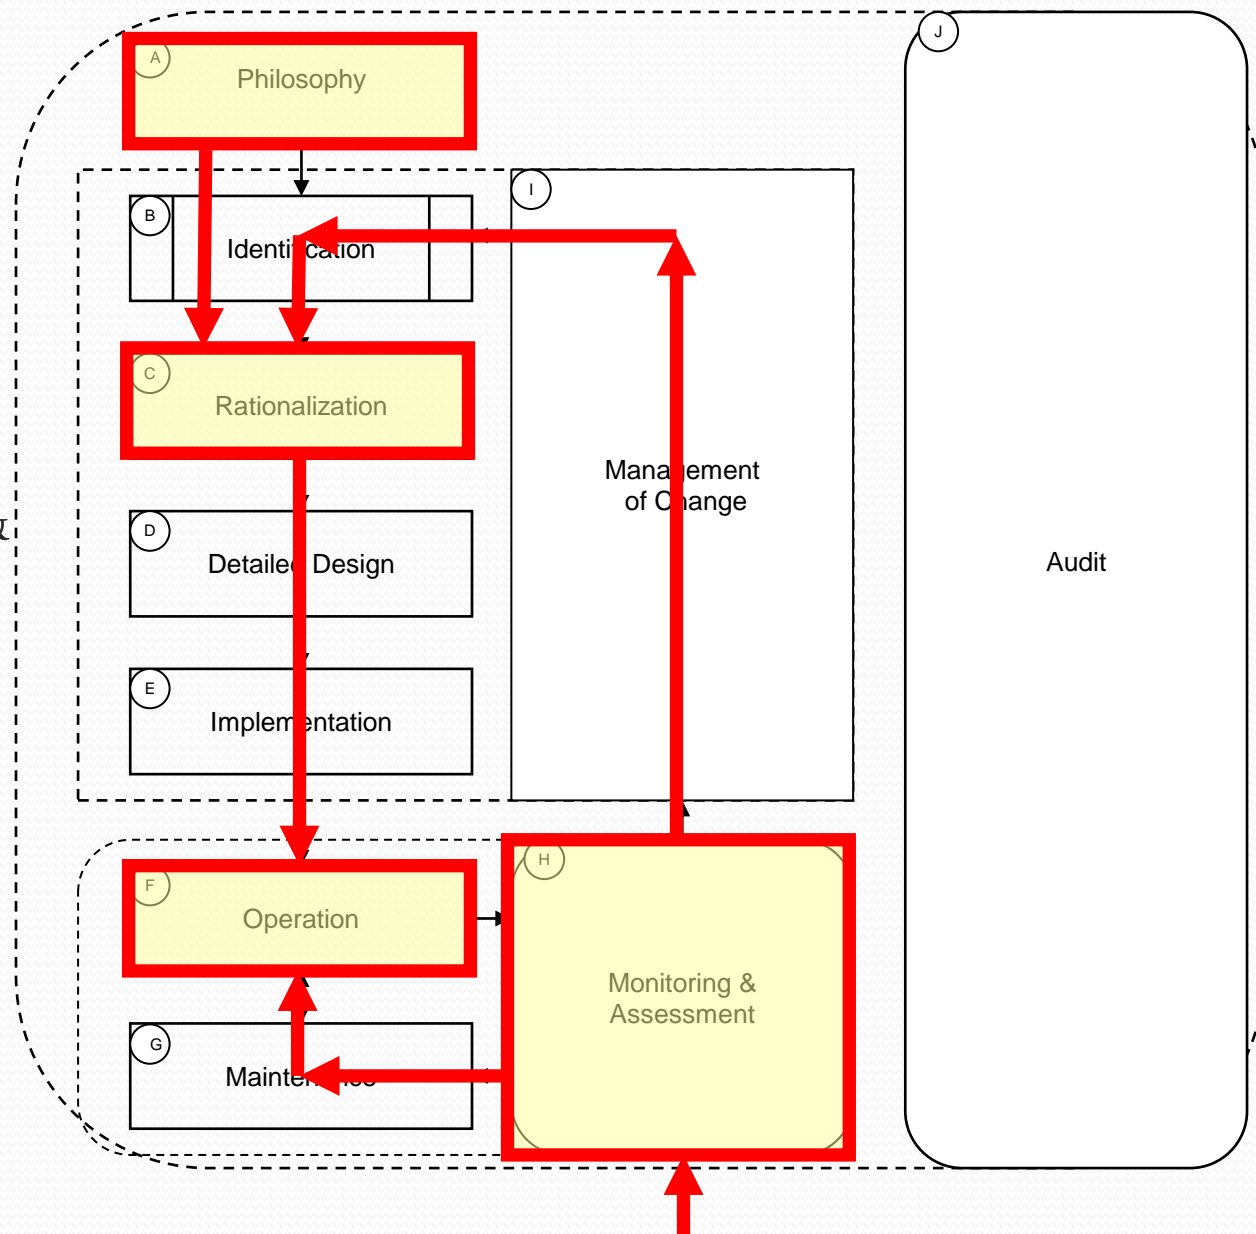 J
A
Philosophy
B
Identification
I
C
Rationalization
Management
of Change
&
D
Detailed Design
Audit
E
Implementation
F
Operation
H
Monitoring &
Assessment
G
Maintenance